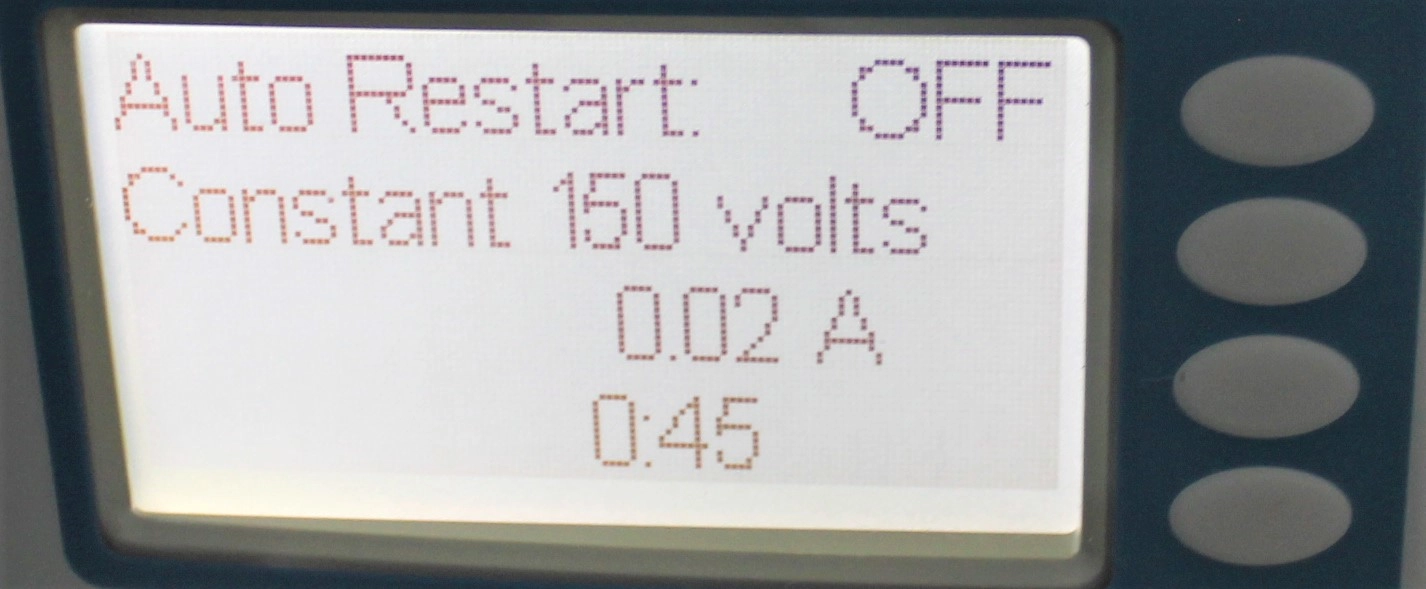 Auto Restart: OFF
Constant 150 volts
0.02 A
0:45